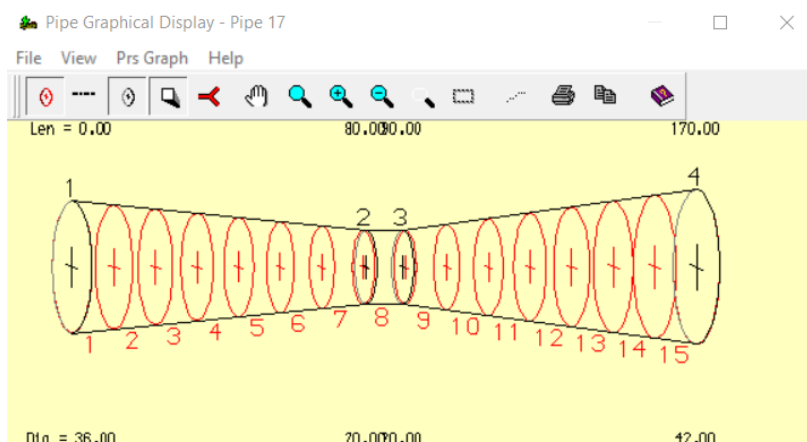 Pipe Graphical Display - Pipe 17
File View Prs Graph Help
Len = 0.00 80.00 90.00 170.00
1 2 3 4
1 2 3 4 5 6 7 8 9 10 11 12 13 14 15
Dia = 36.00 20.00 20.00 42.00